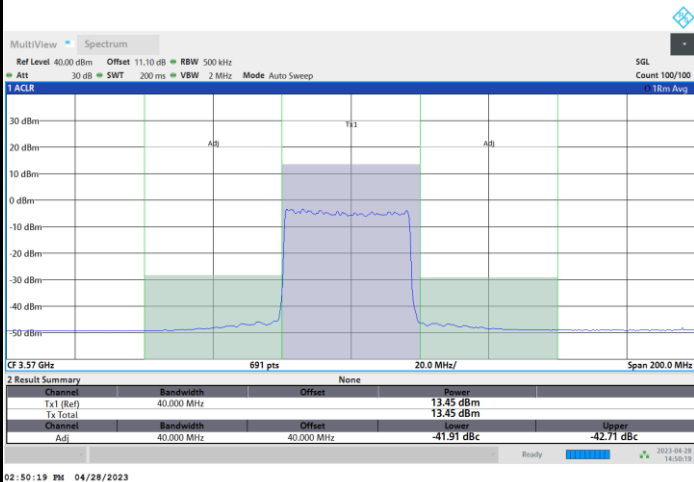 MultiView Spectrum
Ref Level 40.00 dBm Offset 11.10 dB RBW 500 kHz SGL
Att 30 dB SWT 200 ms VBW 2 MHz Mode Auto Sweep Count 100/100
1 ACLR 1Rm Avg
30 dBm
Tx1
20 dBm Adj Adj
10 dBm
0 dBm
-10 dBm
-20 dBm
-30 dBm
-40 dBm
-50 dBm
CF 3.57 GHz 691 pts 20.0 MHz/ Span 200.0 MHz
2 Result Summary None
Channel Bandwidth Offset Power
Tx1 (Ref) 40.000 MHz 13.45 dBm
Tx Total 13.45 dBm
Channel Bandwidth Offset Lower Upper
Adj 40.000 MHz 40.000 MHz -41.91 dBc -42.71 dBc
Ready 2023-04-28
14:50:19
02:50:19 PM 04/28/2023